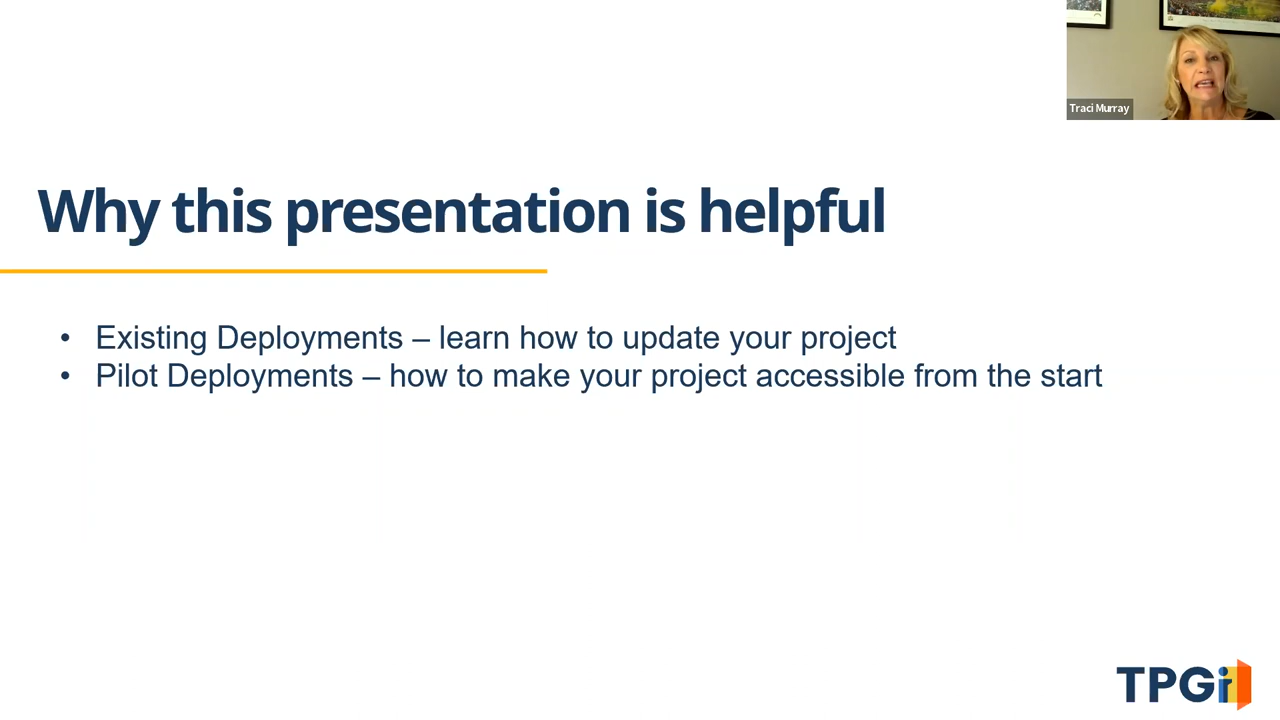 Traci Murray
Why this presentation is helpful
• Existing Deployments – learn how to update your project
• Pilot Deployments – how to make your project accessible from the start
TPGi